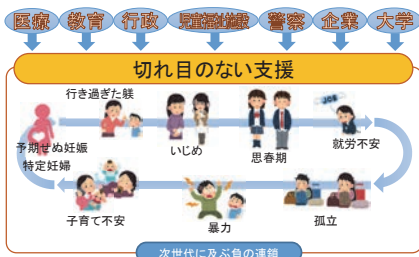 医療 教育 行政 児童福祉施設 警察 企業 大学
切れ目のない支援
行き過ぎた躾
いじめ
思春期
JOB
就労不安
予期せぬ妊娠
特定妊婦
子育て不安
暴力
孤立
次世代に及ぶ負の連鎖